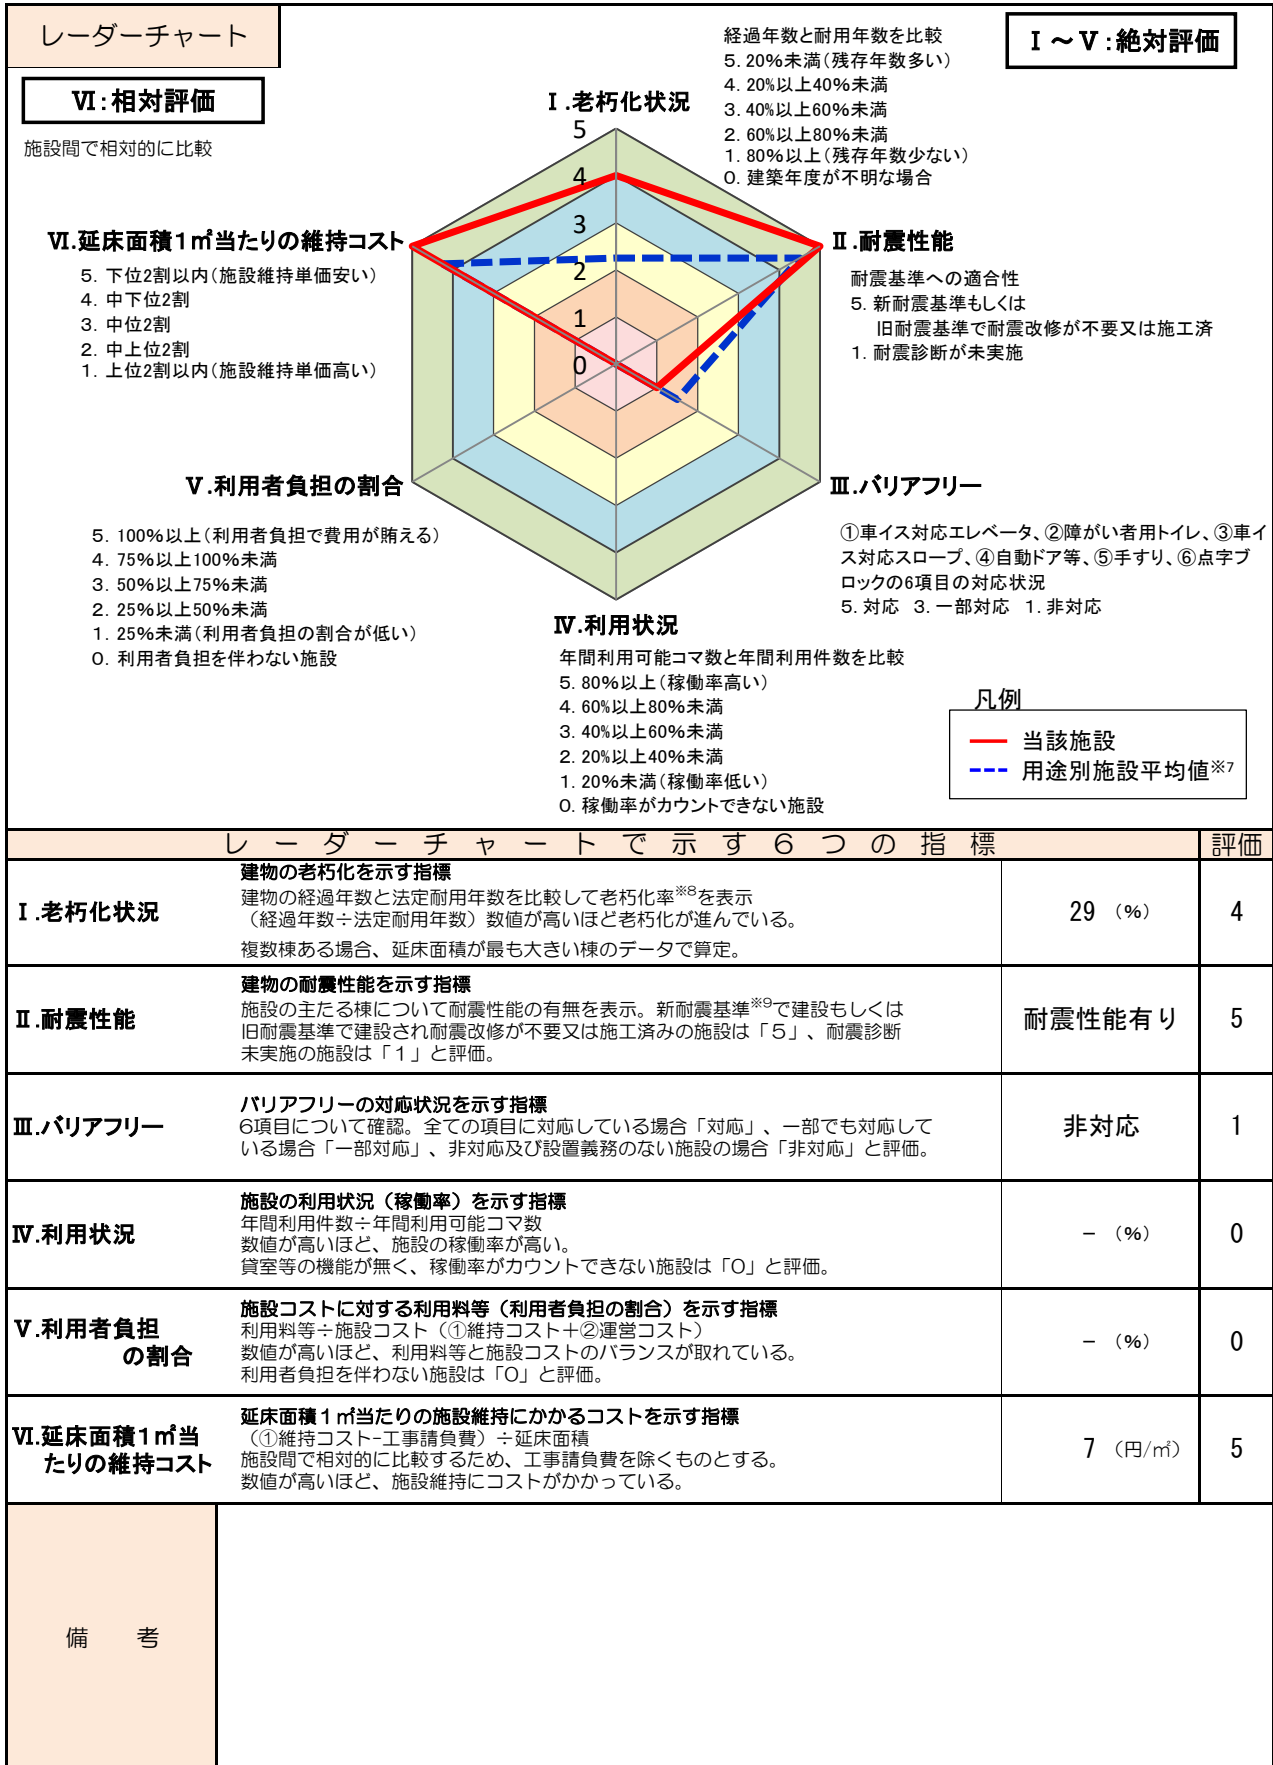 レーダーチャート
Ⅰ～Ⅴ:絶対評価
Ⅵ:相対評価
施設間で相対的に比較
経過年数と耐用年数を比較
5. 20%未満(残存年数多い)
4. 20%以上40%未満
3. 40%以上60%未満
2. 60%以上80%未満
1. 80%以上(残存年数少ない)
0. 建築年度が不明な場合
Ⅰ.老朽化状況
5
4
3
2
1
0
Ⅵ.延床面積1㎡当たりの維持コスト
5. 下位2割以内(施設維持単価安い)
4. 中下位2割
3. 中位2割
2. 中上位2割
1. 上位2割以内(施設維持単価高い)
Ⅱ.耐震性能
耐震基準への適合性
5. 新耐震基準もしくは
旧耐震基準で耐震改修が不要又は施工済
1. 耐震診断が未実施
Ⅴ.利用者負担の割合
5. 100%以上(利用者負担で費用が賄える)
4. 75%以上100%未満
3. 50%以上75%未満
2. 25%以上50%未満
1. 25%未満(利用者負担の割合が低い)
0. 利用者負担を伴わない施設
Ⅲ.バリアフリー
①車イス対応エレベータ、②障がい者用トイレ、③車イ
ス対応スロープ、④自動ドア等、⑤手すり、⑥点字ブ
ロックの6項目の対応状況
5. 対応 3. 一部対応 1. 非対応
Ⅳ.利用状況
年間利用可能コマ数と年間利用件数を比較
5. 80%以上(稼働率高い)
4. 60%以上80%未満
3. 40%以上60%未満
2. 20%以上40%未満
1. 20%未満(稼働率低い)
0. 稼働率がカウントできない施設
凡例
当該施設
用途別施設平均値※7
レーダーチャートで示す6つの指標 評価
Ⅰ.老朽化状況
建物の老朽化を示す指標
建物の経過年数と法定耐用年数を比較して老朽化率※8を表示
（経過年数÷法定耐用年数）数値が高いほど老朽化が進んでいる。
複数棟ある場合、延床面積が最も大きい棟のデータで算定。
29 （%） 4
Ⅱ.耐震性能
建物の耐震性能を示す指標
施設の主たる棟について耐震性能の有無を表示。新耐震基準※9で建設もしくは
旧耐震基準で建設され耐震改修が不要又は施工済みの施設は「5」、耐震診断
未実施の施設は「1」と評価。
耐震性能有り 5
Ⅲ.バリアフリー
バリアフリーの対応状況を示す指標
6項目について確認。全ての項目に対応している場合「対応」、一部でも対応して
いる場合「一部対応」、非対応及び設置義務のない施設の場合「非対応」と評価。
非対応 1
Ⅳ.利用状況
施設の利用状況（稼働率）を示す指標
年間利用件数÷年間利用可能コマ数
数値が高いほど、施設の稼働率が高い。
貸室等の機能が無く、稼働率がカウントできない施設は「0」と評価。
－ （%） 0
Ⅴ.利用者負担
の割合
施設コストに対する利用料等（利用者負担の割合）を示す指標
利用料等÷施設コスト（①維持コスト＋②運営コスト）
数値が高いほど、利用料等と施設コストのバランスが取れている。
利用者負担を伴わない施設は「0」と評価。
－ （%） 0
Ⅵ.延床面積1㎡当
たりの維持コスト
延床面積1㎡当たりの施設維持にかかるコストを示す指標
（①維持コスト-工事請負費）÷延床面積
施設間で相対的に比較するため、工事請負費を除くものとする。
数値が高いほど、施設維持にコストがかかっている。
7 （円/㎡） 5
備 考